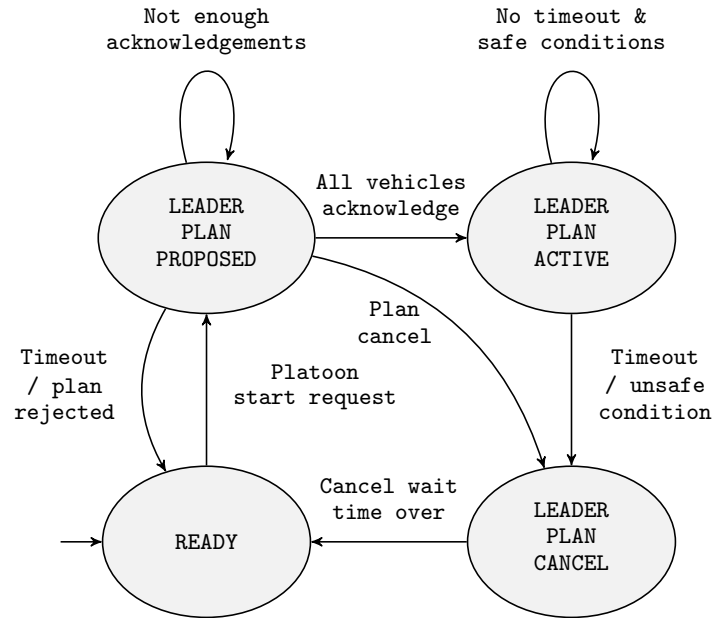 Not enough
acknowledgements
No timeout &
safe conditions
LEADER
PLAN
PROPOSED
All vehicles
acknowledge
LEADER
PLAN
ACTIVE
Plan
cancel
Timeout
/ plan
rejected
Platoon
start request
Timeout
/ unsafe
condition
READY
Cancel wait
time over
LEADER
PLAN
CANCEL